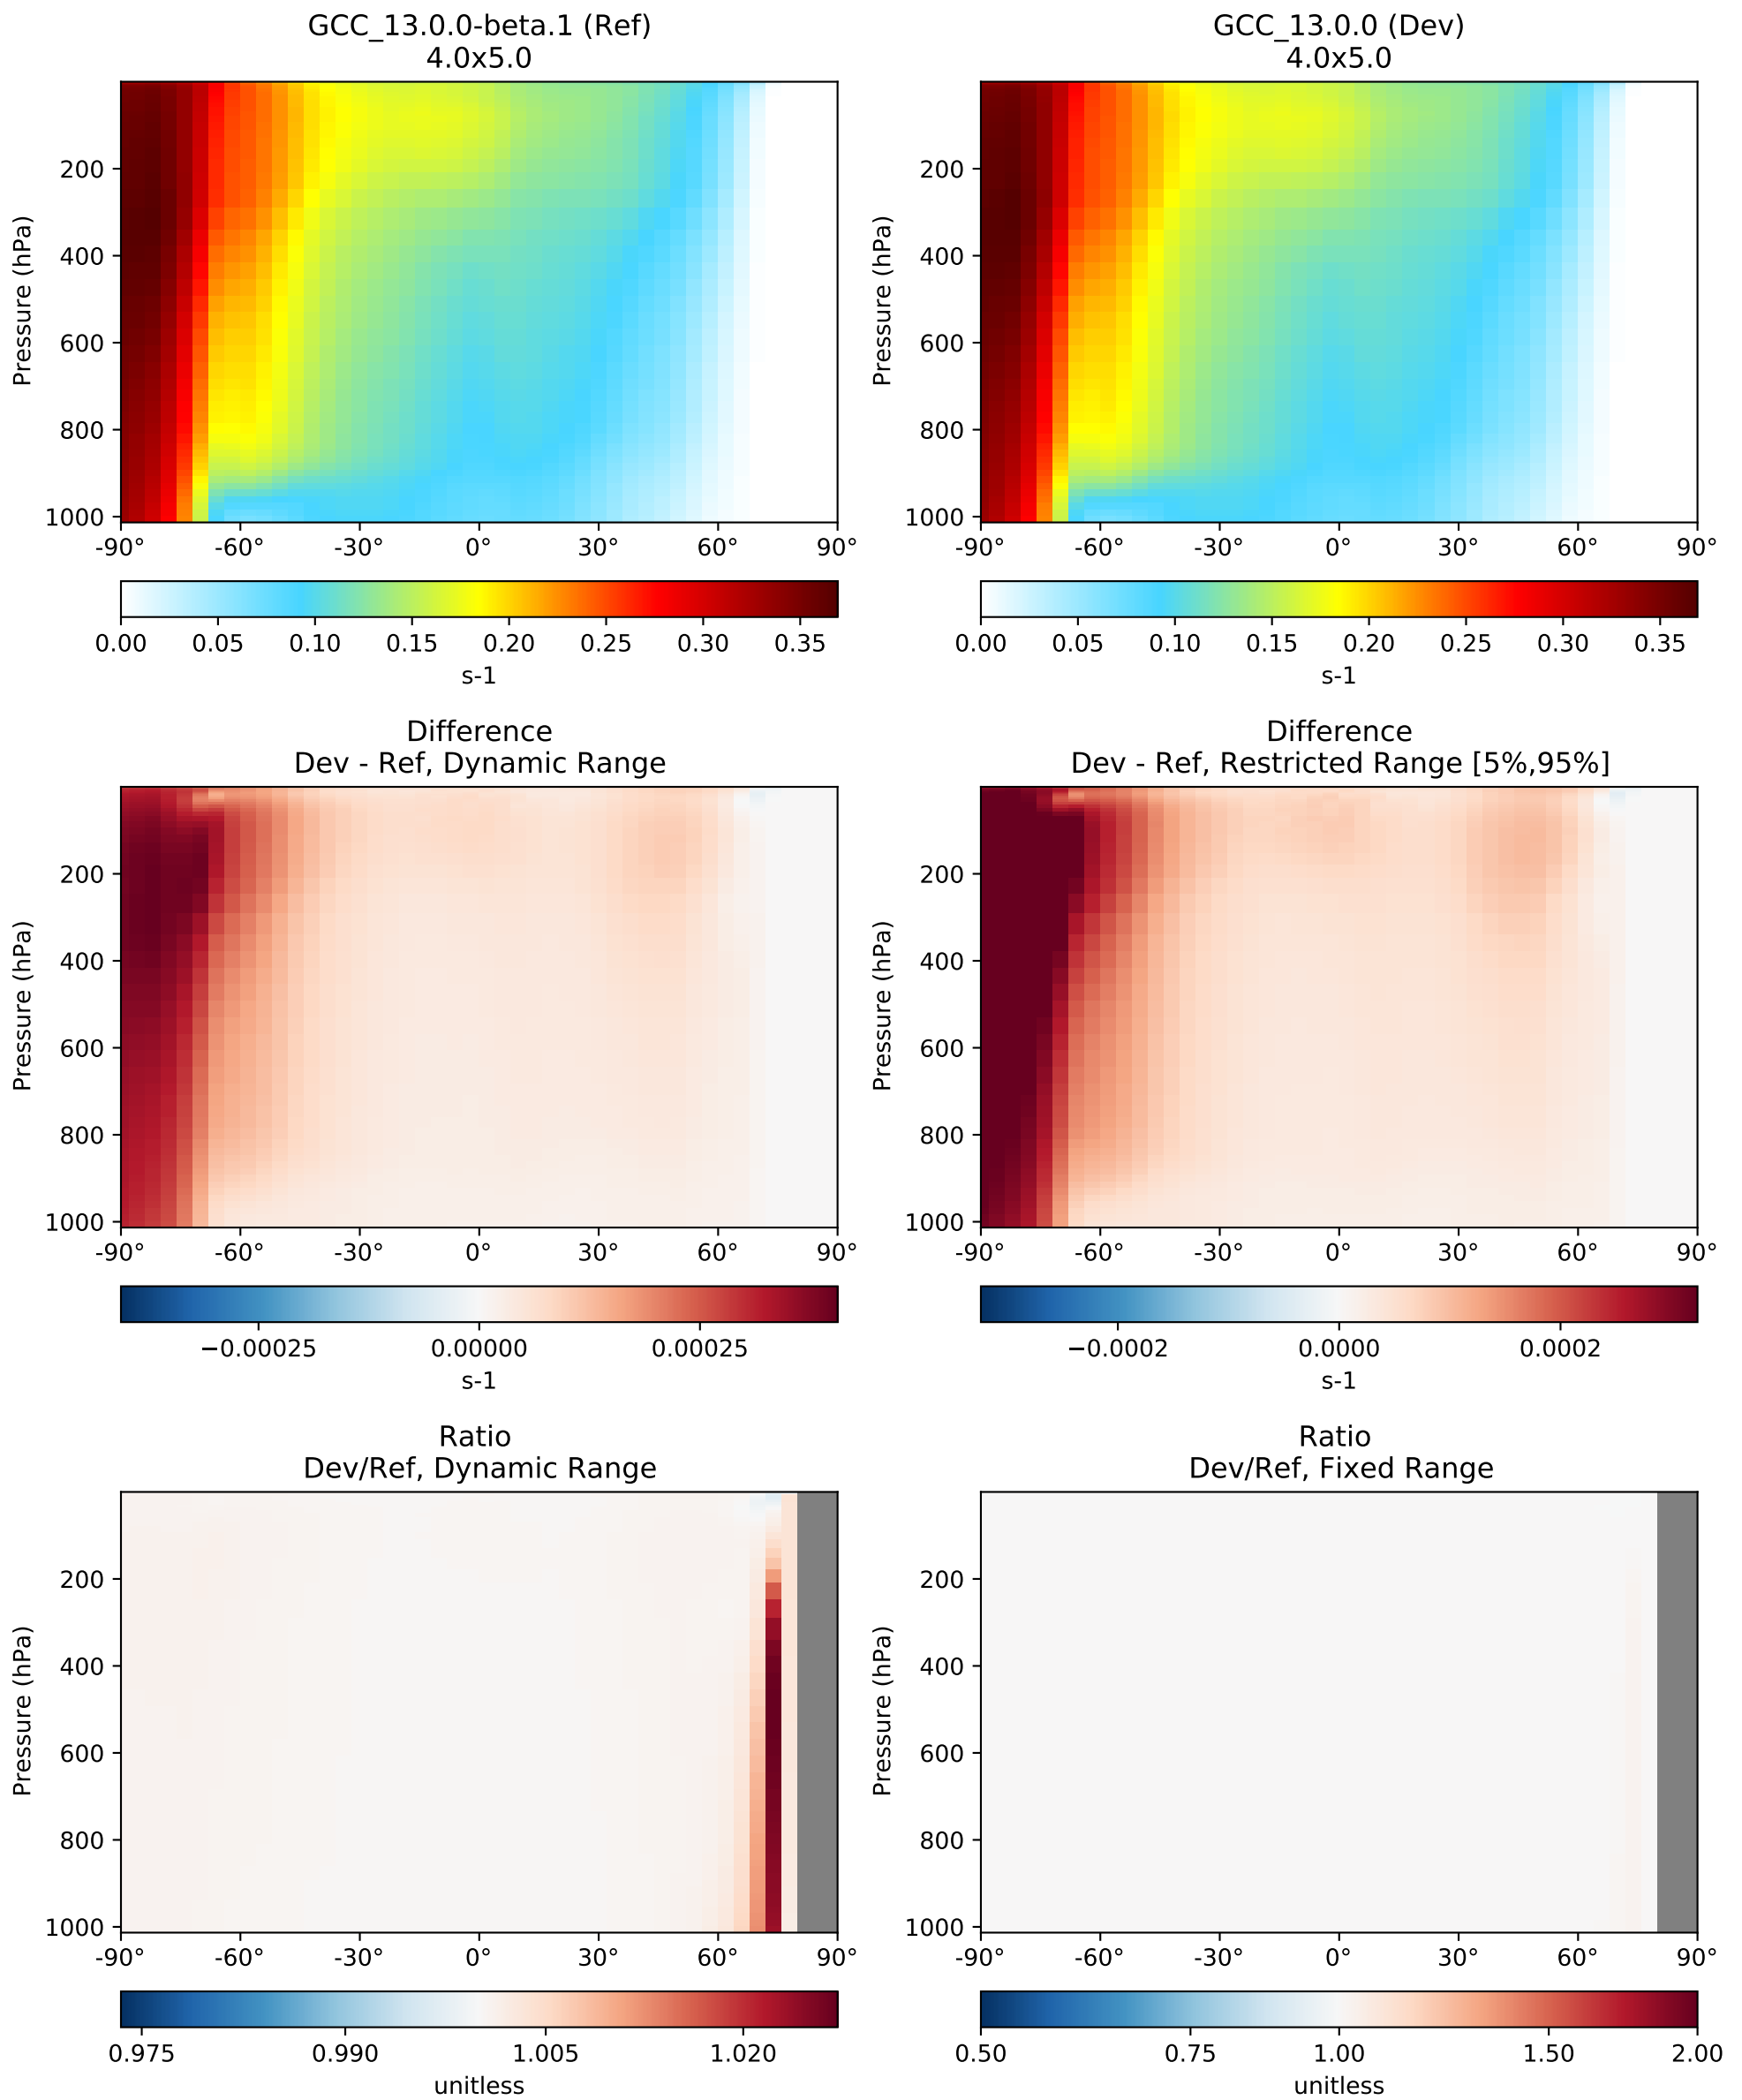 GCC_13.0.0-beta.1 (Ref)
4.0x5.0
Pressure (hPa)
200
400
600
800
1000
-90° -60° -30° 0° 30° 60° 90°
0.00 0.05 0.10 0.15 0.20 0.25 0.30 0.35
s-1
GCC_13.0.0 (Dev)
4.0x5.0
Pressure (hPa)
200
400
600
800
1000
-90° -60° -30° 0° 30° 60° 90°
0.00 0.05 0.10 0.15 0.20 0.25 0.30 0.35
s-1
Difference
Dev - Ref, Dynamic Range
Pressure (hPa)
200
400
600
800
1000
-90° -60° -30° 0° 30° 60° 90°
−0.00025 0.00000 0.00025
s-1
Difference
Dev - Ref, Restricted Range [5%,95%]
Pressure (hPa)
200
400
600
800
1000
-90° -60° -30° 0° 30° 60° 90°
−0.0002 0.0000 0.0002
s-1
Ratio
Dev/Ref, Dynamic Range
Pressure (hPa)
200
400
600
800
1000
-90° -60° -30° 0° 30° 60° 90°
0.975 0.990 1.005 1.020
unitless
Ratio
Dev/Ref, Fixed Range
Pressure (hPa)
200
400
600
800
1000
-90° -60° -30° 0° 30° 60° 90°
0.50 0.75 1.00 1.50 2.00
unitless